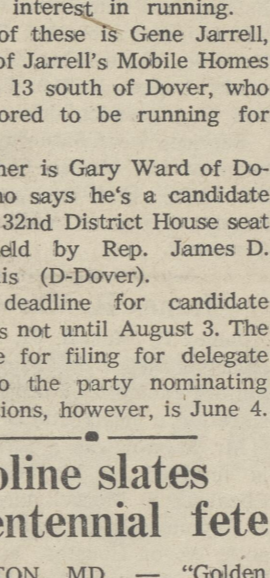 interest in running.
of these is Gene Jarrell,
of Jarrell's Mobile Homes
13 south of Dover, who
ored to be running for
ner is Gary Ward of Do-
no says he's a candidate
32nd District House seat
eld by Rep. James D.
is (D-Dover).
deadline for candidate
s not until August 3. The
e for filing for delegate
o the party nominating
ions, however, is June 4.
oline slates
entennial fete
TON, MD. — "Golden